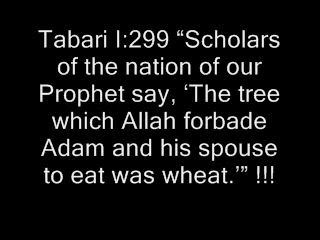 Tabari I:299 “Scholars
of the nation of our
Prophet say, ‘The tree
which Allah forbade
Adam and his spouse
to eat was wheat.’” !!!